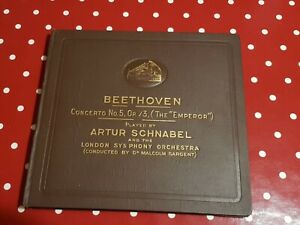 BEETHOVEN
CONCERTO NO. 5, OP. 73, (THE "EMPEROR")
PLAYED BY
ARTUR SCHNABEL
AND THE
LONDON SYMPHONY ORCHESTRA
(CONDUCTED BY DR MALCOLM SARGENT)